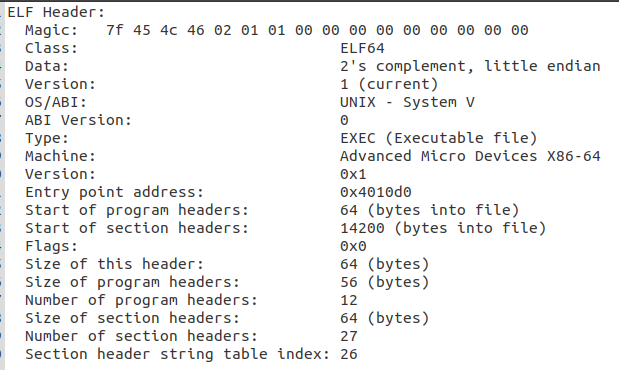 ELF Header:
  Magic:   7f 45 4c 46 02 01 01 00 00 00 00 00 00 00 00 00
  Class:                             ELF64
  Data:                              2's complement, little endian
  Version:                           1 (current)
  OS/ABI:                            UNIX - System V
  ABI Version:                       0
  Type:                              EXEC (Executable file)
  Machine:                           Advanced Micro Devices X86-64
  Version:                           0x1
  Entry point address:               0x4010d0
  Start of program headers:          64 (bytes into file)
  Start of section headers:          14200 (bytes into file)
  Flags:                             0x0
  Size of this header:               64 (bytes)
  Size of program headers:           56 (bytes)
  Number of program headers:         12
  Size of section headers:           64 (bytes)
  Number of section headers:         27
  Section header string table index: 26